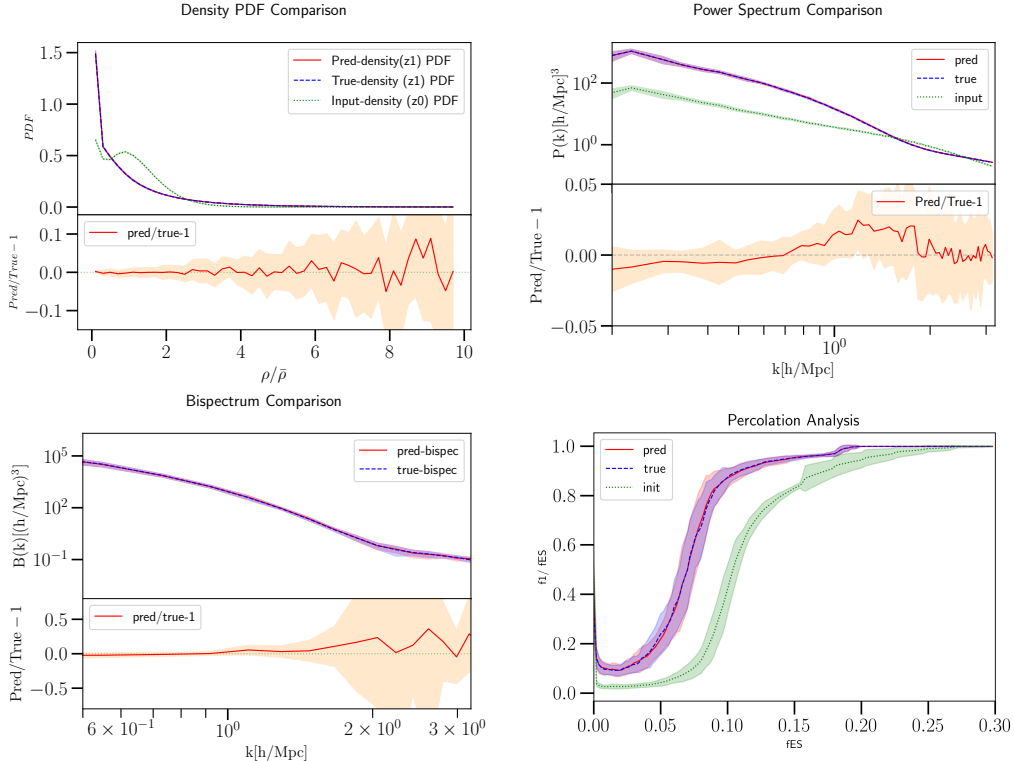 Density PDF Comparison
1.5
1.0
0.5
0.0
PDF
Pred-density(z1) PDF
True-density (z1) PDF
Input-density (z0) PDF
0.1
0.0
−0.1
Pred/True − 1
pred/true-1
0
2
4
6
8
10
ρ/ρ̄
Power Spectrum Comparison
10²
10⁰
P(k)[h/Mpc]³
pred
true
input
0.05
0.00
−0.05
Pred/True − 1
Pred/True-1
10⁰
k[h/Mpc]
Bispectrum Comparison
10⁵
10²
10⁻¹
B(k)[(h/Mpc)³]
pred-bispec
true-bispec
0.5
0.0
−0.5
Pred/True − 1
pred/true-1
6 × 10⁻¹
10⁰
2 × 10⁰
3 × 10⁰
k[h/Mpc]
Percolation Analysis
1.0
0.8
0.6
0.4
0.2
0.0
f1/ fES
pred
true
init
0.00
0.05
0.10
0.15
0.20
0.25
0.30
fES